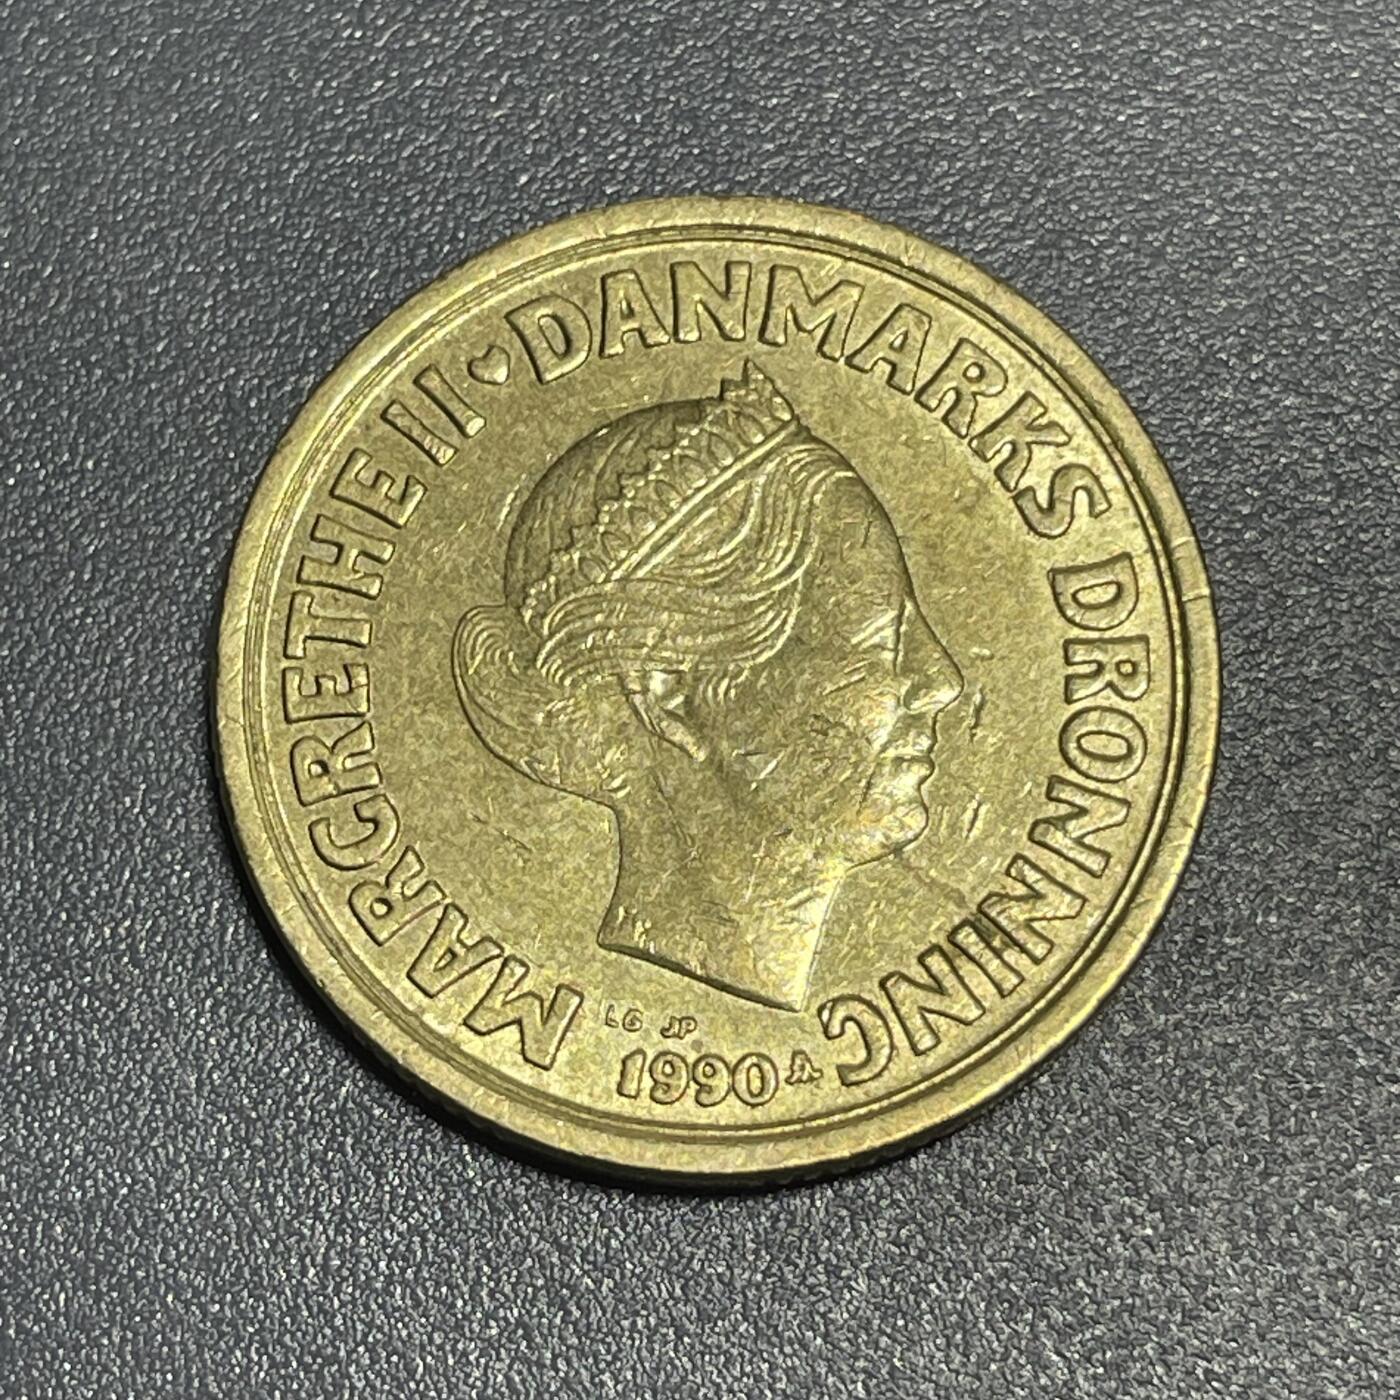 MARGRETHE II ♥ DANMARKS DRONNING
LG JP
1990 A